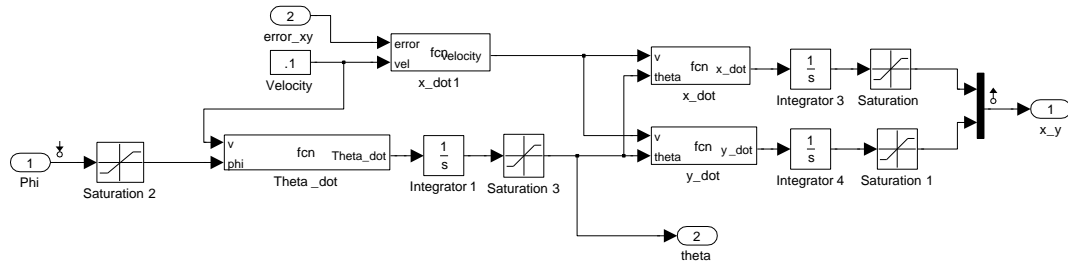 2
error_xy
.1
Velocity
error
vel
fcn
velocity
x_dot1
v
theta
fcn
x_dot
x_dot
1
s
Integrator 3
Saturation
1
x_y
v
theta
fcn
y_dot
y_dot
1
s
Integrator 4
Saturation 1
1
Phi
Saturation 2
v
phi
fcn
Theta_dot
Theta _dot
1
s
Integrator 1
Saturation 3
2
theta